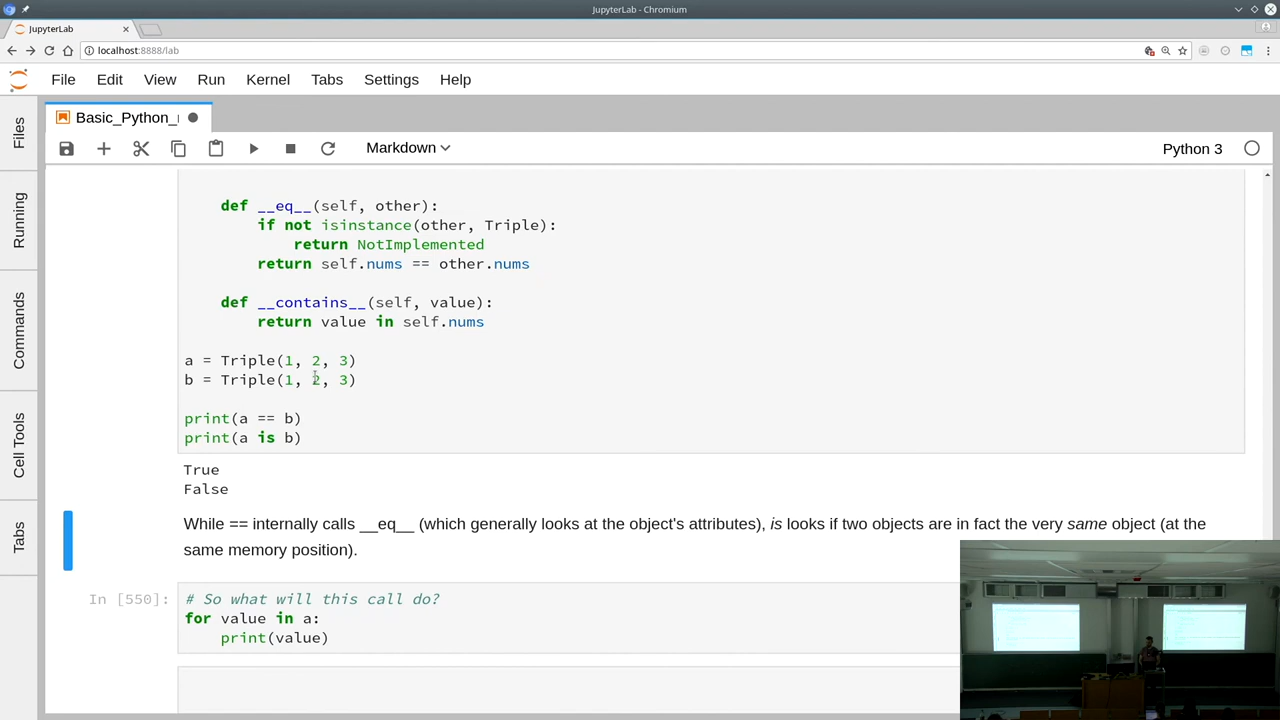 JupyterLab - Chromium
JupyterLab
localhost:8888/lab
File Edit View Run Kernel Tabs Settings Help
Basic_Python_
Markdown
Python 3
Files
Running
Commands
Cell Tools
Tabs
def __eq__(self, other):
if not isinstance(other, Triple):
return NotImplemented
return self.nums == other.nums
def __contains__(self, value):
return value in self.nums
a = Triple(1, 2, 3)
b = Triple(1, 2, 3)
print(a == b)
print(a is b)
True
False
While == internally calls __eq__ (which generally looks at the object's attributes), is looks if two objects are in fact the very same object (at the
same memory position).
In [550]:
# So what will this call do?
for value in a:
print(value)